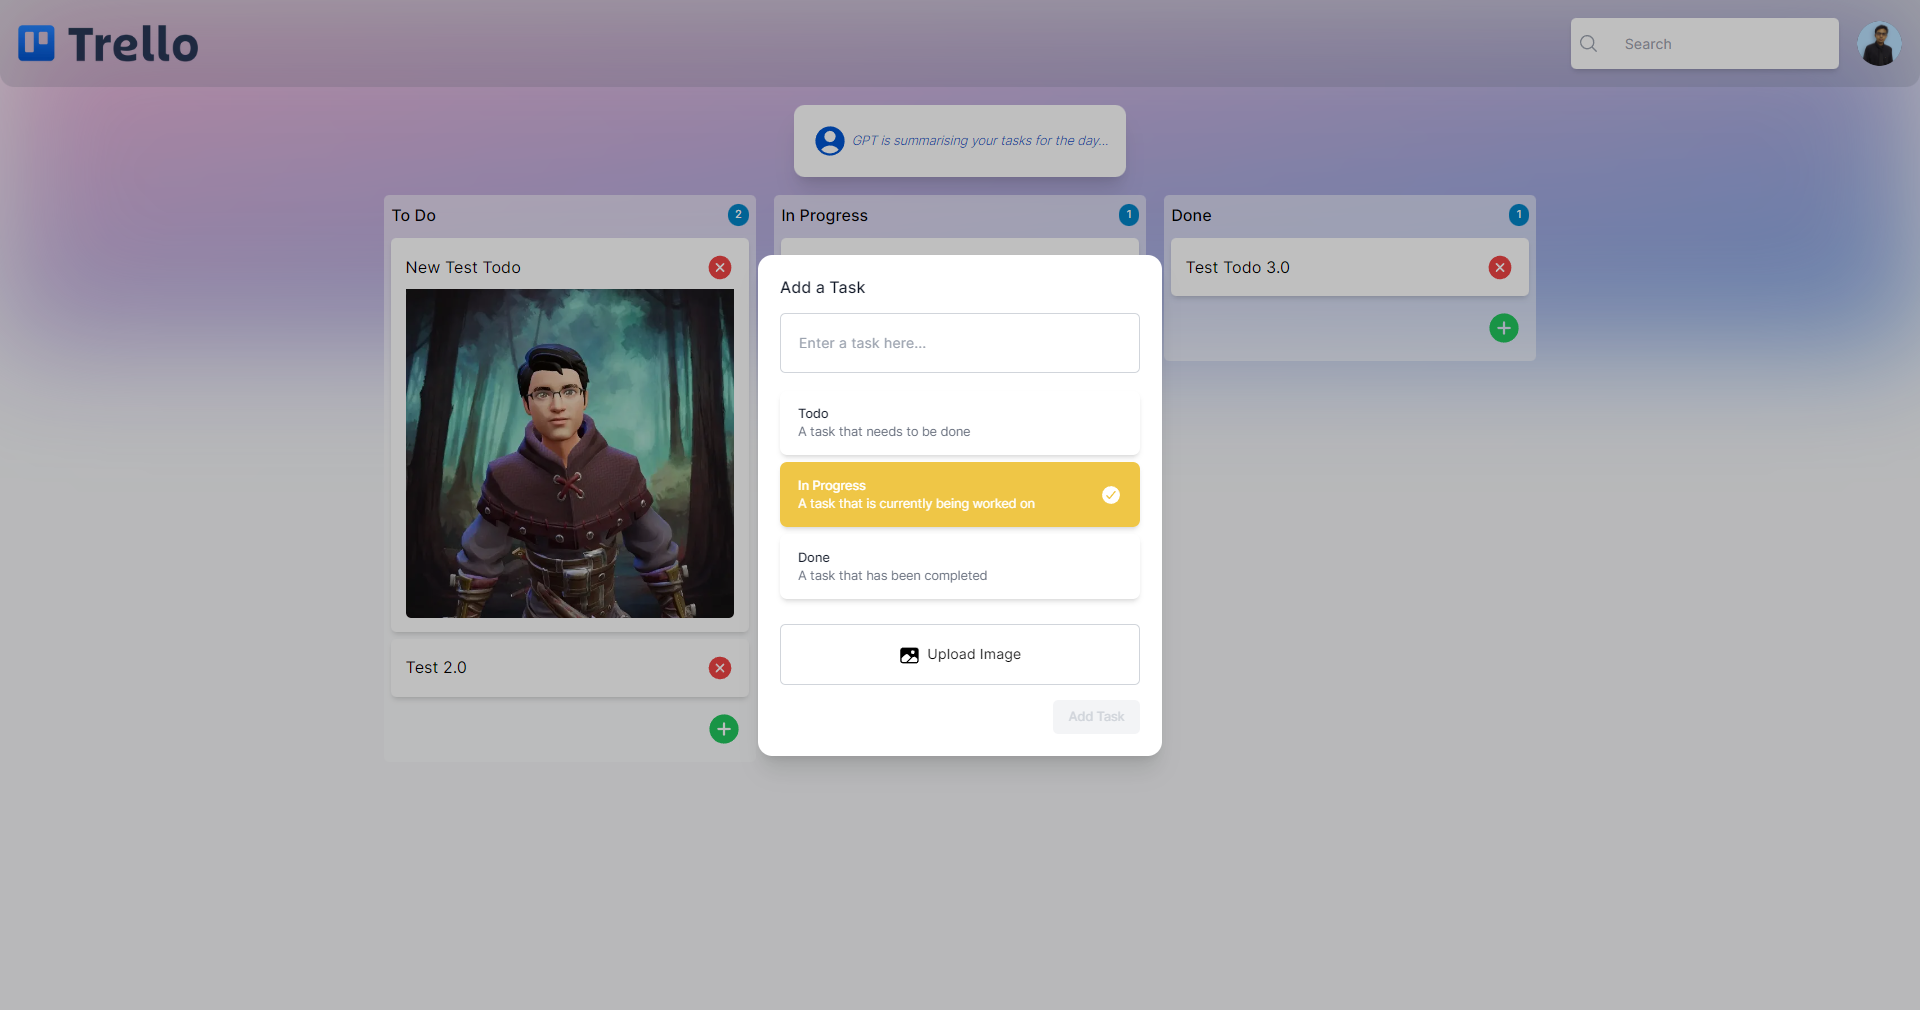 Trello
Search
GPT is summarising your tasks for the day...
To Do
2
In Progress
1
Done
1
New Test Todo
Test 2.0
Test Todo 3.0
Add a Task
Enter a task here...
Todo
A task that needs to be done
In Progress
A task that is currently being worked on
Done
A task that has been completed
Upload Image
Add Task